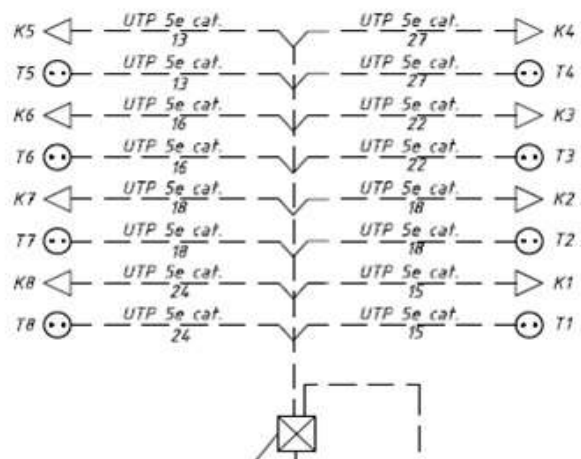 K5 UTP 5e cat. UTP 5e cat. K4
13 27
T5 UTP 5e cat. UTP 5e cat. T4
13 27
K6 UTP 5e cat. UTP 5e cat. K3
16 22
T6 UTP 5e cat. UTP 5e cat. T3
16 22
K7 UTP 5e cat. UTP 5e cat. K2
18 18
T7 UTP 5e cat. UTP 5e cat. T2
18 18
K8 UTP 5e cat. UTP 5e cat. K1
24 15
T8 UTP 5e cat. UTP 5e cat. T1
24 15